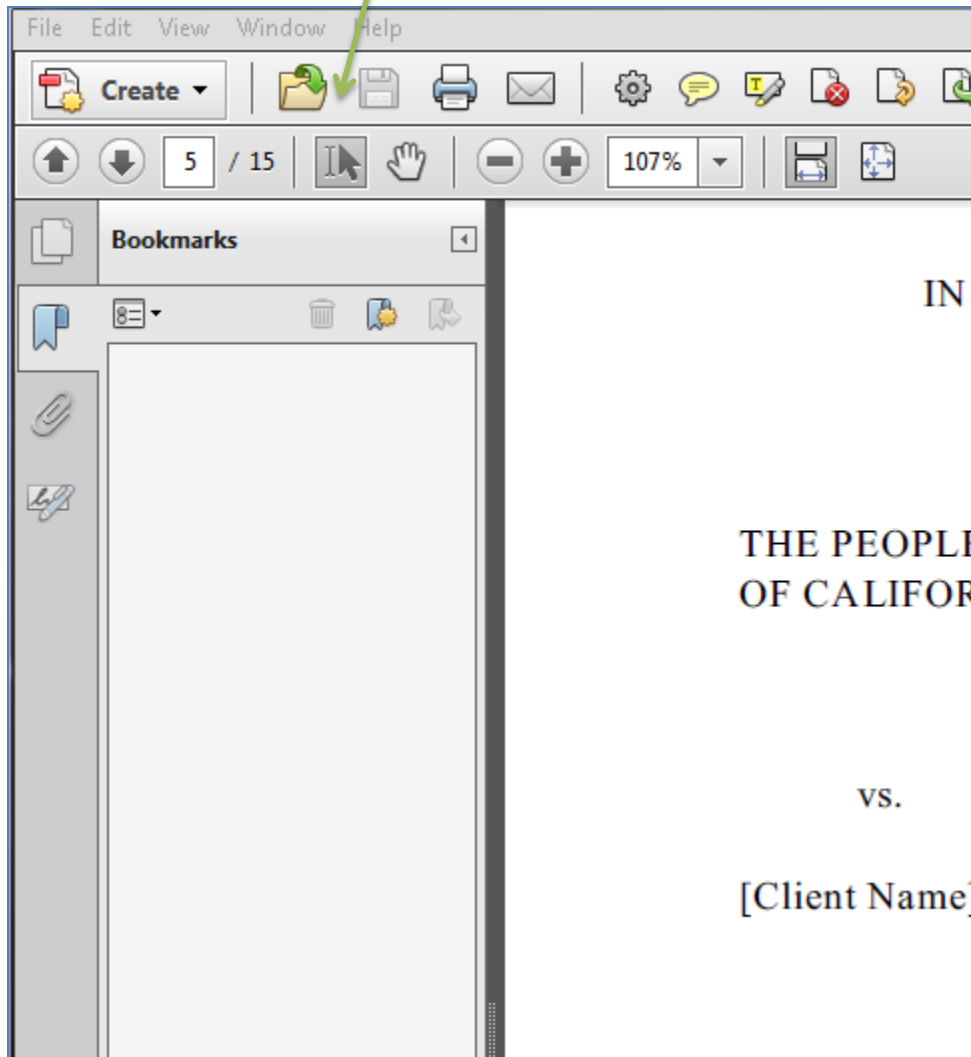 File Edit View Window Help
Create
5 / 15 107%
Bookmarks
IN
THE PEOPLE
OF CALIFOR
vs.
[Client Name]